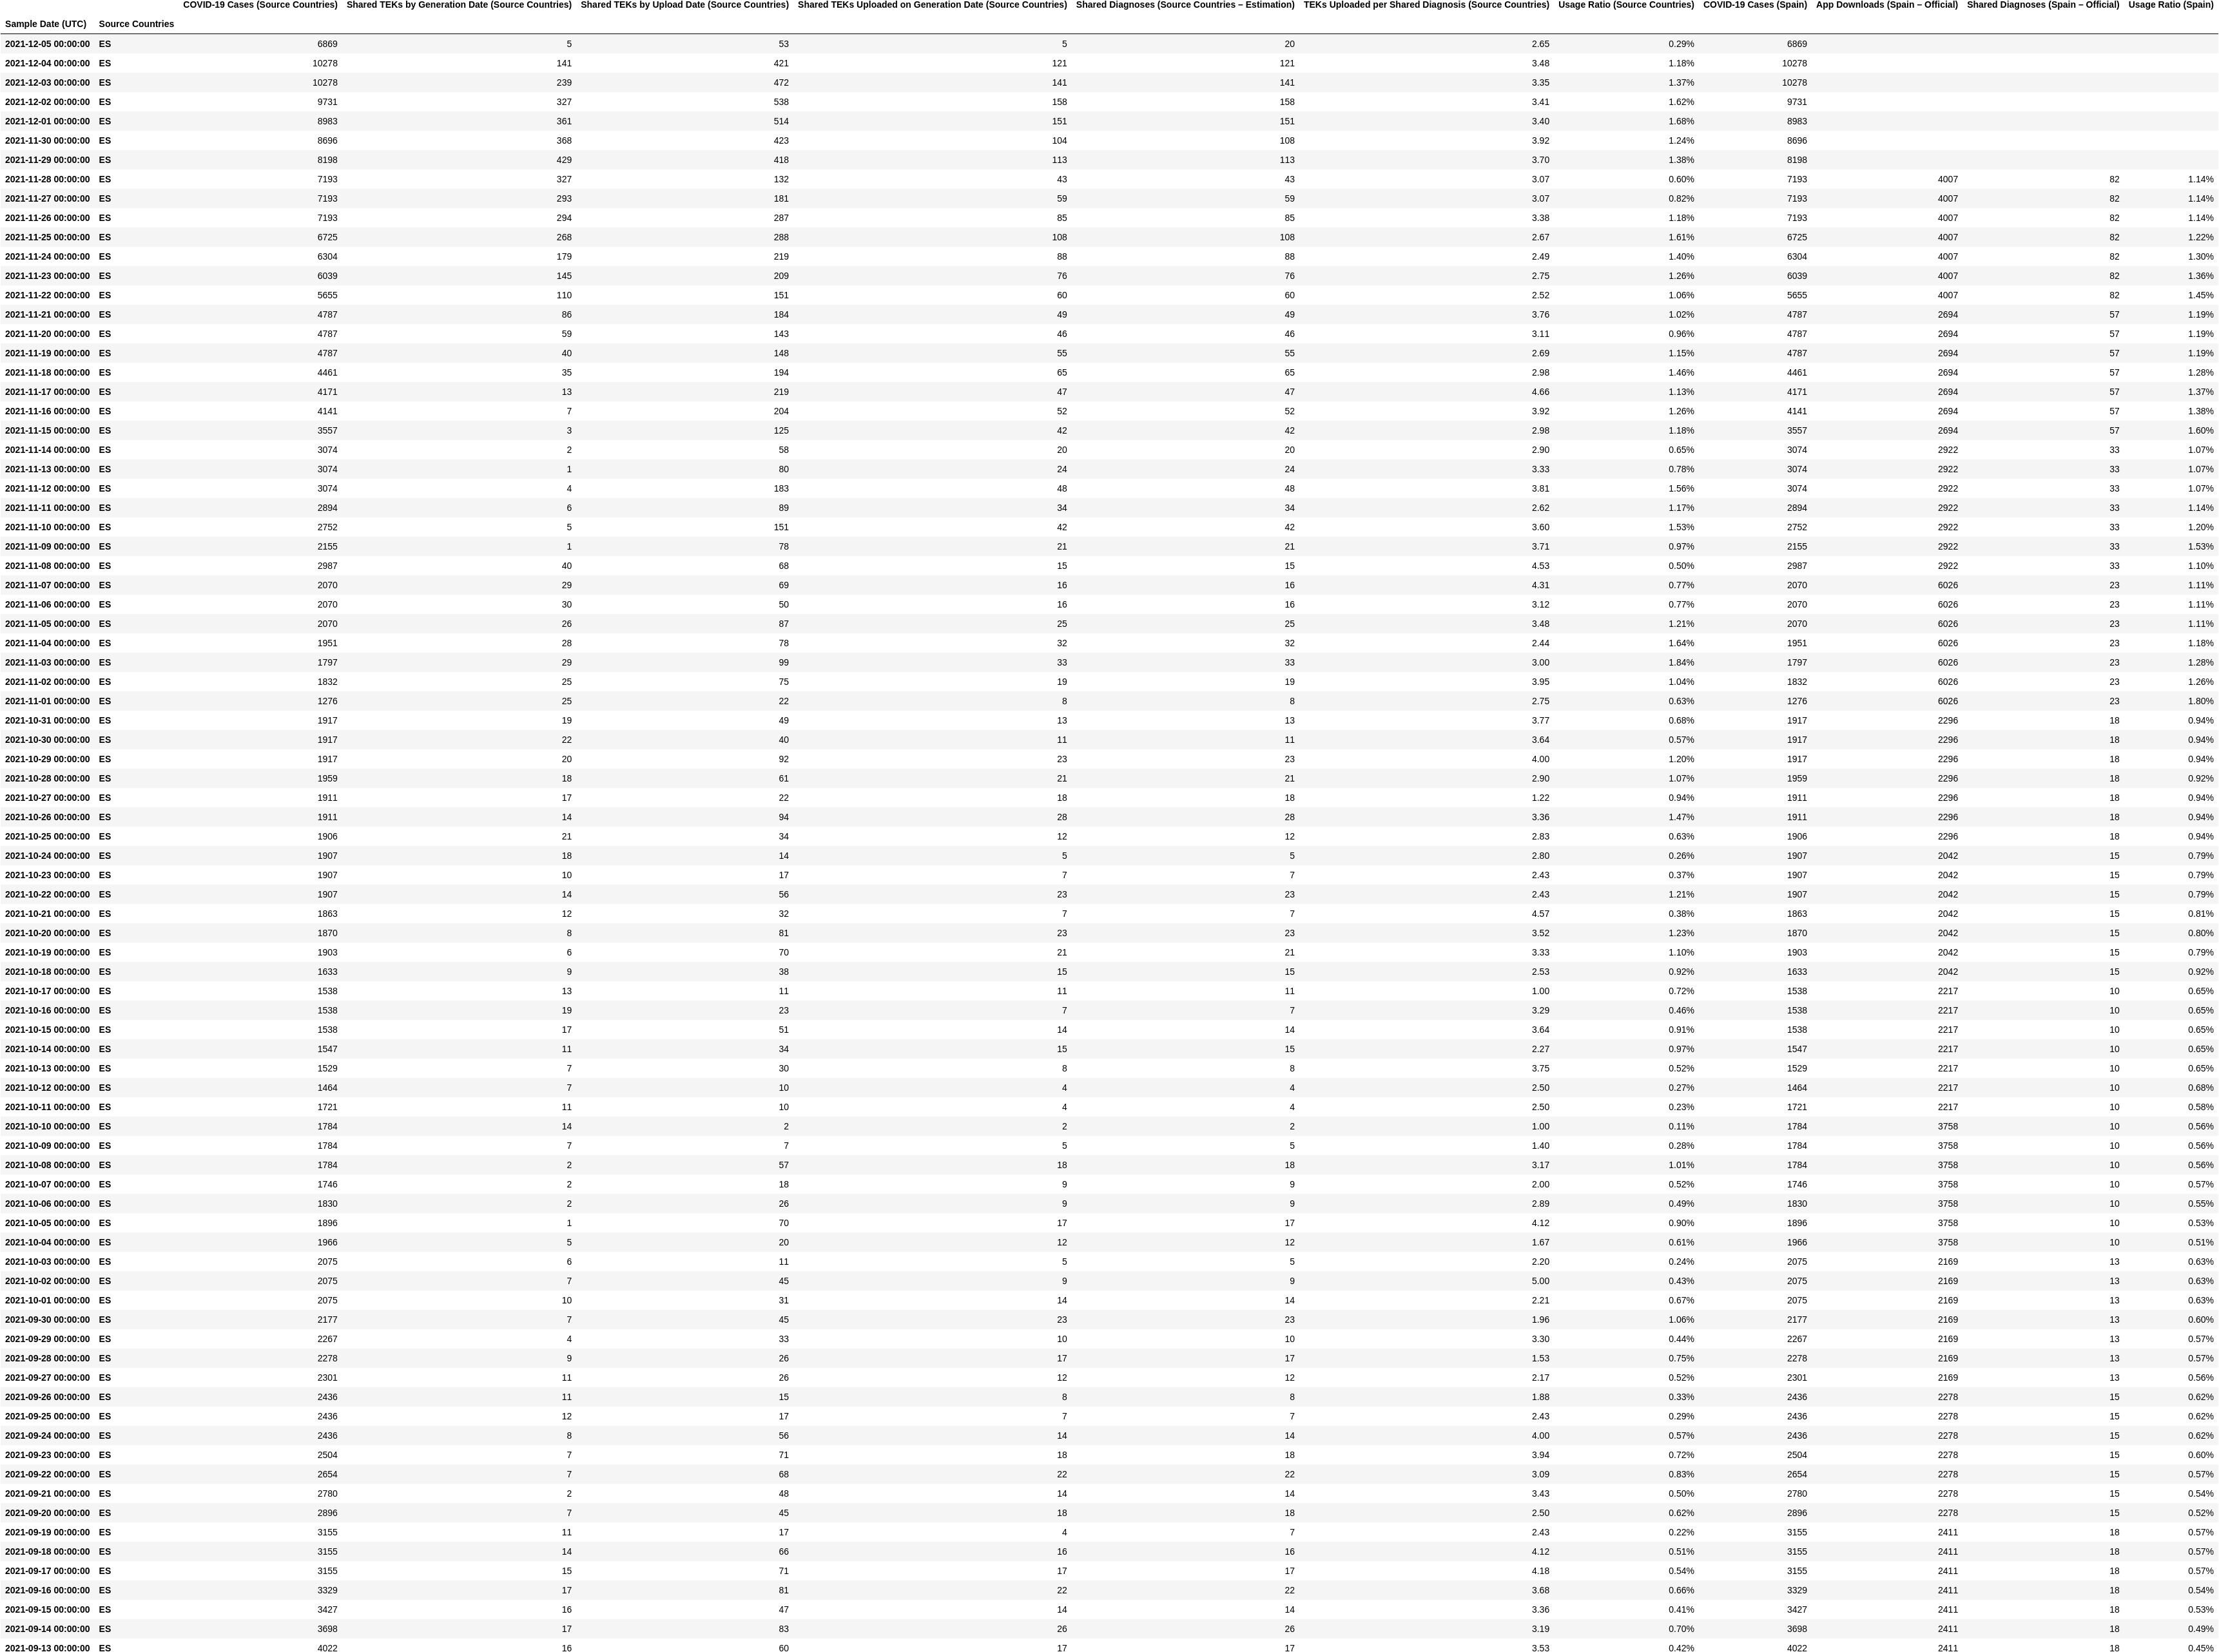 COVID-19 Cases (Source Countries) Shared TEKs by Generation Date (Source Countries) Shared TEKs by Upload Date (Source Countries) Shared TEKs Uploaded on Generation Date (Source Countries) Shared Diagnoses (Source Countries – Estimation) TEKs Uploaded per Shared Diagnosis (Source Countries) Usage Ratio (Source Countries) COVID-19 Cases (Spain) App Downloads (Spain – Official) Shared Diagnoses (Spain – Official) Usage Ratio (Spain)
Sample Date (UTC) Source Countries
2021-12-05 00:00:00 ES 6869 5 53 5 20 2.65 0.29% 6869
2021-12-04 00:00:00 ES 10278 141 421 121 121 3.48 1.18% 10278
2021-12-03 00:00:00 ES 10278 239 472 141 141 3.35 1.37% 10278
2021-12-02 00:00:00 ES 9731 327 538 158 158 3.41 1.62% 9731
2021-12-01 00:00:00 ES 8983 361 514 151 151 3.40 1.68% 8983
2021-11-30 00:00:00 ES 8696 368 423 104 108 3.92 1.24% 8696
2021-11-29 00:00:00 ES 8198 429 418 113 113 3.70 1.38% 8198
2021-11-28 00:00:00 ES 7193 327 132 43 43 3.07 0.60% 7193 4007 82 1.14%
2021-11-27 00:00:00 ES 7193 293 181 59 59 3.07 0.82% 7193 4007 82 1.14%
2021-11-26 00:00:00 ES 7193 294 287 85 85 3.38 1.18% 7193 4007 82 1.14%
2021-11-25 00:00:00 ES 6725 268 288 108 108 2.67 1.61% 6725 4007 82 1.22%
2021-11-24 00:00:00 ES 6304 179 219 88 88 2.49 1.40% 6304 4007 82 1.30%
2021-11-23 00:00:00 ES 6039 145 209 76 76 2.75 1.26% 6039 4007 82 1.36%
2021-11-22 00:00:00 ES 5655 110 151 60 60 2.52 1.06% 5655 4007 82 1.45%
2021-11-21 00:00:00 ES 4787 86 184 49 49 3.76 1.02% 4787 2694 57 1.19%
2021-11-20 00:00:00 ES 4787 59 143 46 46 3.11 0.96% 4787 2694 57 1.19%
2021-11-19 00:00:00 ES 4787 40 148 55 55 2.69 1.15% 4787 2694 57 1.19%
2021-11-18 00:00:00 ES 4461 35 194 65 65 2.98 1.46% 4461 2694 57 1.28%
2021-11-17 00:00:00 ES 4171 13 219 47 47 4.66 1.13% 4171 2694 57 1.37%
2021-11-16 00:00:00 ES 4141 7 204 52 52 3.92 1.26% 4141 2694 57 1.38%
2021-11-15 00:00:00 ES 3557 3 125 42 42 2.98 1.18% 3557 2694 57 1.60%
2021-11-14 00:00:00 ES 3074 2 58 20 20 2.90 0.65% 3074 2922 33 1.07%
2021-11-13 00:00:00 ES 3074 1 80 24 24 3.33 0.78% 3074 2922 33 1.07%
2021-11-12 00:00:00 ES 3074 4 183 48 48 3.81 1.56% 3074 2922 33 1.07%
2021-11-11 00:00:00 ES 2894 6 89 34 34 2.62 1.17% 2894 2922 33 1.14%
2021-11-10 00:00:00 ES 2752 5 151 42 42 3.60 1.53% 2752 2922 33 1.20%
2021-11-09 00:00:00 ES 2155 1 78 21 21 3.71 0.97% 2155 2922 33 1.53%
2021-11-08 00:00:00 ES 2987 40 68 15 15 4.53 0.50% 2987 2922 33 1.10%
2021-11-07 00:00:00 ES 2070 29 69 16 16 4.31 0.77% 2070 6026 23 1.11%
2021-11-06 00:00:00 ES 2070 30 50 16 16 3.12 0.77% 2070 6026 23 1.11%
2021-11-05 00:00:00 ES 2070 26 87 25 25 3.48 1.21% 2070 6026 23 1.11%
2021-11-04 00:00:00 ES 1951 28 78 32 32 2.44 1.64% 1951 6026 23 1.18%
2021-11-03 00:00:00 ES 1797 29 99 33 33 3.00 1.84% 1797 6026 23 1.28%
2021-11-02 00:00:00 ES 1832 25 75 19 19 3.95 1.04% 1832 6026 23 1.26%
2021-11-01 00:00:00 ES 1276 25 22 8 8 2.75 0.63% 1276 6026 23 1.80%
2021-10-31 00:00:00 ES 1917 19 49 13 13 3.77 0.68% 1917 2296 18 0.94%
2021-10-30 00:00:00 ES 1917 22 40 11 11 3.64 0.57% 1917 2296 18 0.94%
2021-10-29 00:00:00 ES 1917 20 92 23 23 4.00 1.20% 1917 2296 18 0.94%
2021-10-28 00:00:00 ES 1959 18 61 21 21 2.90 1.07% 1959 2296 18 0.92%
2021-10-27 00:00:00 ES 1911 17 22 18 18 1.22 0.94% 1911 2296 18 0.94%
2021-10-26 00:00:00 ES 1911 14 94 28 28 3.36 1.47% 1911 2296 18 0.94%
2021-10-25 00:00:00 ES 1906 21 34 12 12 2.83 0.63% 1906 2296 18 0.94%
2021-10-24 00:00:00 ES 1907 18 14 5 5 2.80 0.26% 1907 2042 15 0.79%
2021-10-23 00:00:00 ES 1907 10 17 7 7 2.43 0.37% 1907 2042 15 0.79%
2021-10-22 00:00:00 ES 1907 14 56 23 23 2.43 1.21% 1907 2042 15 0.79%
2021-10-21 00:00:00 ES 1863 12 32 7 7 4.57 0.38% 1863 2042 15 0.81%
2021-10-20 00:00:00 ES 1870 8 81 23 23 3.52 1.23% 1870 2042 15 0.80%
2021-10-19 00:00:00 ES 1903 6 70 21 21 3.33 1.10% 1903 2042 15 0.79%
2021-10-18 00:00:00 ES 1633 9 38 15 15 2.53 0.92% 1633 2042 15 0.92%
2021-10-17 00:00:00 ES 1538 13 11 11 11 1.00 0.72% 1538 2217 10 0.65%
2021-10-16 00:00:00 ES 1538 19 23 7 7 3.29 0.46% 1538 2217 10 0.65%
2021-10-15 00:00:00 ES 1538 17 51 14 14 3.64 0.91% 1538 2217 10 0.65%
2021-10-14 00:00:00 ES 1547 11 34 15 15 2.27 0.97% 1547 2217 10 0.65%
2021-10-13 00:00:00 ES 1529 7 30 8 8 3.75 0.52% 1529 2217 10 0.65%
2021-10-12 00:00:00 ES 1464 7 10 4 4 2.50 0.27% 1464 2217 10 0.68%
2021-10-11 00:00:00 ES 1721 11 10 4 4 2.50 0.23% 1721 2217 10 0.58%
2021-10-10 00:00:00 ES 1784 14 2 2 2 1.00 0.11% 1784 3758 10 0.56%
2021-10-09 00:00:00 ES 1784 7 7 5 5 1.40 0.28% 1784 3758 10 0.56%
2021-10-08 00:00:00 ES 1784 2 57 18 18 3.17 1.01% 1784 3758 10 0.56%
2021-10-07 00:00:00 ES 1746 2 18 9 9 2.00 0.52% 1746 3758 10 0.57%
2021-10-06 00:00:00 ES 1830 2 26 9 9 2.89 0.49% 1830 3758 10 0.55%
2021-10-05 00:00:00 ES 1896 1 70 17 17 4.12 0.90% 1896 3758 10 0.53%
2021-10-04 00:00:00 ES 1966 5 20 12 12 1.67 0.61% 1966 3758 10 0.51%
2021-10-03 00:00:00 ES 2075 6 11 5 5 2.20 0.24% 2075 2169 13 0.63%
2021-10-02 00:00:00 ES 2075 7 45 9 9 5.00 0.43% 2075 2169 13 0.63%
2021-10-01 00:00:00 ES 2075 10 31 14 14 2.21 0.67% 2075 2169 13 0.63%
2021-09-30 00:00:00 ES 2177 7 45 23 23 1.96 1.06% 2177 2169 13 0.60%
2021-09-29 00:00:00 ES 2267 4 33 10 10 3.30 0.44% 2267 2169 13 0.57%
2021-09-28 00:00:00 ES 2278 9 26 17 17 1.53 0.75% 2278 2169 13 0.57%
2021-09-27 00:00:00 ES 2301 11 26 12 12 2.17 0.52% 2301 2169 13 0.56%
2021-09-26 00:00:00 ES 2436 11 15 8 8 1.88 0.33% 2436 2278 15 0.62%
2021-09-25 00:00:00 ES 2436 12 17 7 7 2.43 0.29% 2436 2278 15 0.62%
2021-09-24 00:00:00 ES 2436 8 56 14 14 4.00 0.57% 2436 2278 15 0.62%
2021-09-23 00:00:00 ES 2504 7 71 18 18 3.94 0.72% 2504 2278 15 0.60%
2021-09-22 00:00:00 ES 2654 7 68 22 22 3.09 0.83% 2654 2278 15 0.57%
2021-09-21 00:00:00 ES 2780 2 48 14 14 3.43 0.50% 2780 2278 15 0.54%
2021-09-20 00:00:00 ES 2896 7 45 18 18 2.50 0.62% 2896 2278 15 0.52%
2021-09-19 00:00:00 ES 3155 11 17 4 7 2.43 0.22% 3155 2411 18 0.57%
2021-09-18 00:00:00 ES 3155 14 66 16 16 4.12 0.51% 3155 2411 18 0.57%
2021-09-17 00:00:00 ES 3155 15 71 17 17 4.18 0.54% 3155 2411 18 0.57%
2021-09-16 00:00:00 ES 3329 17 81 22 22 3.68 0.66% 3329 2411 18 0.54%
2021-09-15 00:00:00 ES 3427 16 47 14 14 3.36 0.41% 3427 2411 18 0.53%
2021-09-14 00:00:00 ES 3698 17 83 26 26 3.19 0.70% 3698 2411 18 0.49%
2021-09-13 00:00:00 ES 4022 16 60 17 17 3.53 0.42% 4022 2411 18 0.45%